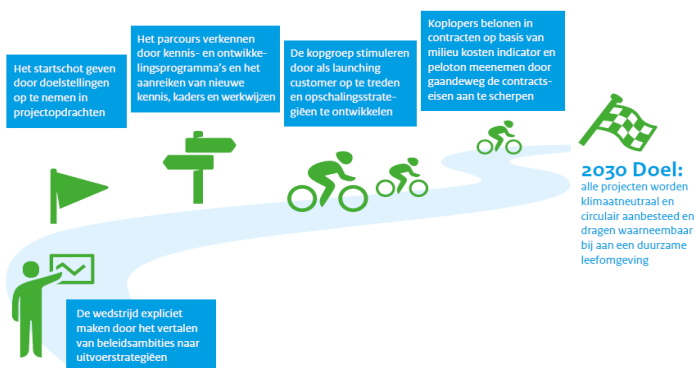 Het startschot geven
door doelstellingen
op te nemen in
projectopdrachten
Het parcours verkennen
door kennis- en ontwikke-
lingsprogramma's en het
aanreiken van nieuwe
kennis, kaders en werkwijzen
De kopgroep stimuleren
door als launching
customer op te treden
en opschalingsstrate-
giëen te ontwikkelen
Koplopers belonen in
contracten op basis van
milieu kosten indicator en
peloton meenemen door
gaandeweg de contracts-
eisen aan te scherpen
2030 Doel:
alle projecten worden
klimaatneutraal en
circulair aanbesteed en
dragen waarneembaar
bij aan een duurzame
leefomgeving
De wedstrijd expliciet
maken door het vertalen
van beleidsambities naar
uitvoerstrategiëen